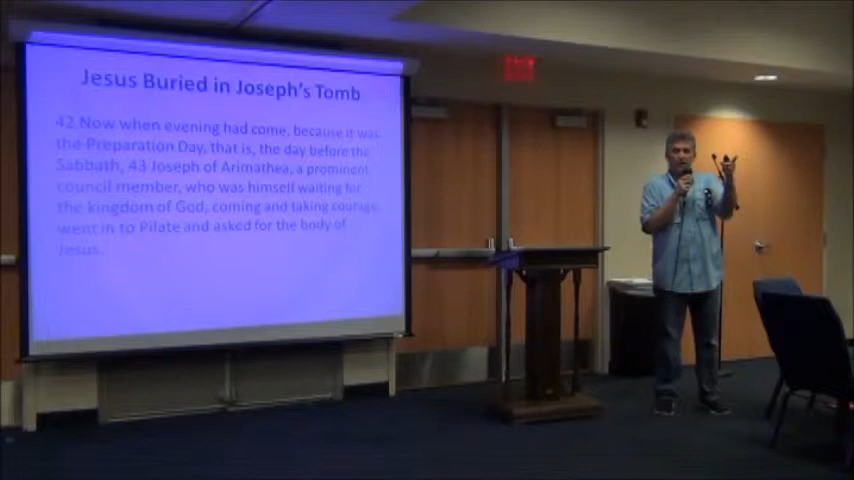 Jesus Buried in Joseph's Tomb
42 Now when evening had come, because it was
the Preparation Day, that is, the day before the
Sabbath, 43 Joseph of Arimathea, a prominent
council member, who was himself waiting for
the kingdom of God, coming and taking courage,
went in to Pilate and asked for the body of
Jesus.
EXIT